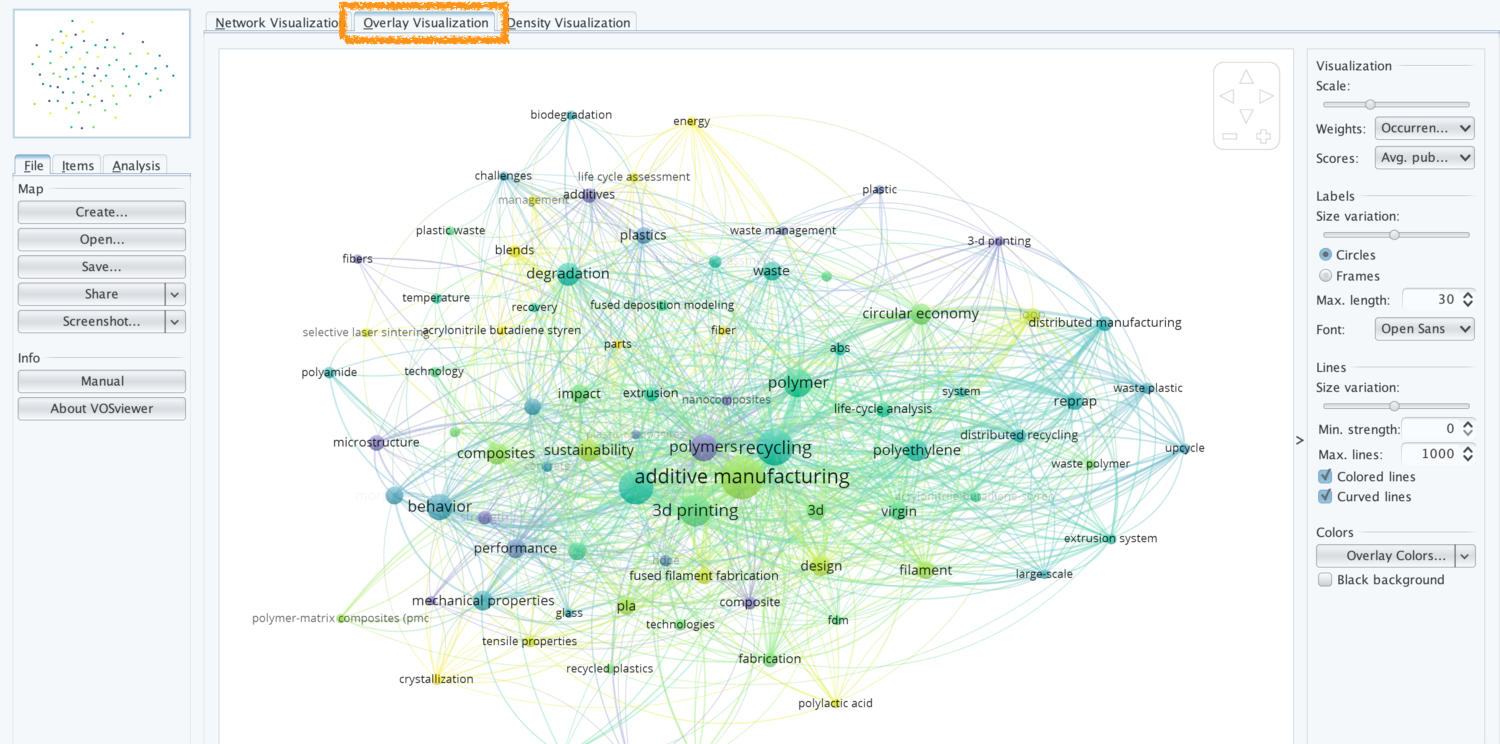 Network Visualizatio Overlay Visualization Density Visualization
File Items Analysis
Map
Create...
Open...
Save...
Share
Screenshot...
Info
Manual
About VOSviewer
biodegradation
energy
challenges
life cycle assessment
management
additives
plastic
plastic waste
plastics
waste management
blends
3-d printing
fibers
degradation
waste
temperature
recovery
fused deposition modeling
circular economy
distributed manufacturing
selective laser sintering
acrylonitrile butadiene styren
fiber
parts
abs
polyamide
technology
polymer
waste plastic
impact
extrusion
nanocomposites
system
reprap
life-cycle analysis
microstructure
distributed recycling
composites
sustainability
polymers
recycling
polyethylene
upcycle
waste polymer
additive manufacturing
acrylonitrile butadiene styren
behavior
3d printing
3d
virgin
extrusion system
performance
hdpe
design
filament
fused filament fabrication
large-scale
mechanical properties
glass
pla
composite
polymer-matrix composites (pmc
technologies
fdm
tensile properties
recycled plastics
fabrication
crystallization
polylactic acid
>
Visualization
Scale:
Weights: Occurren...
Scores: Avg. pub...
Labels
Size variation:
Circles
Frames
Max. length: 30
Font: Open Sans
Lines
Size variation:
Min. strength: 0
Max. lines: 1000
Colored lines
Curved lines
Colors
Overlay Colors...
Black background